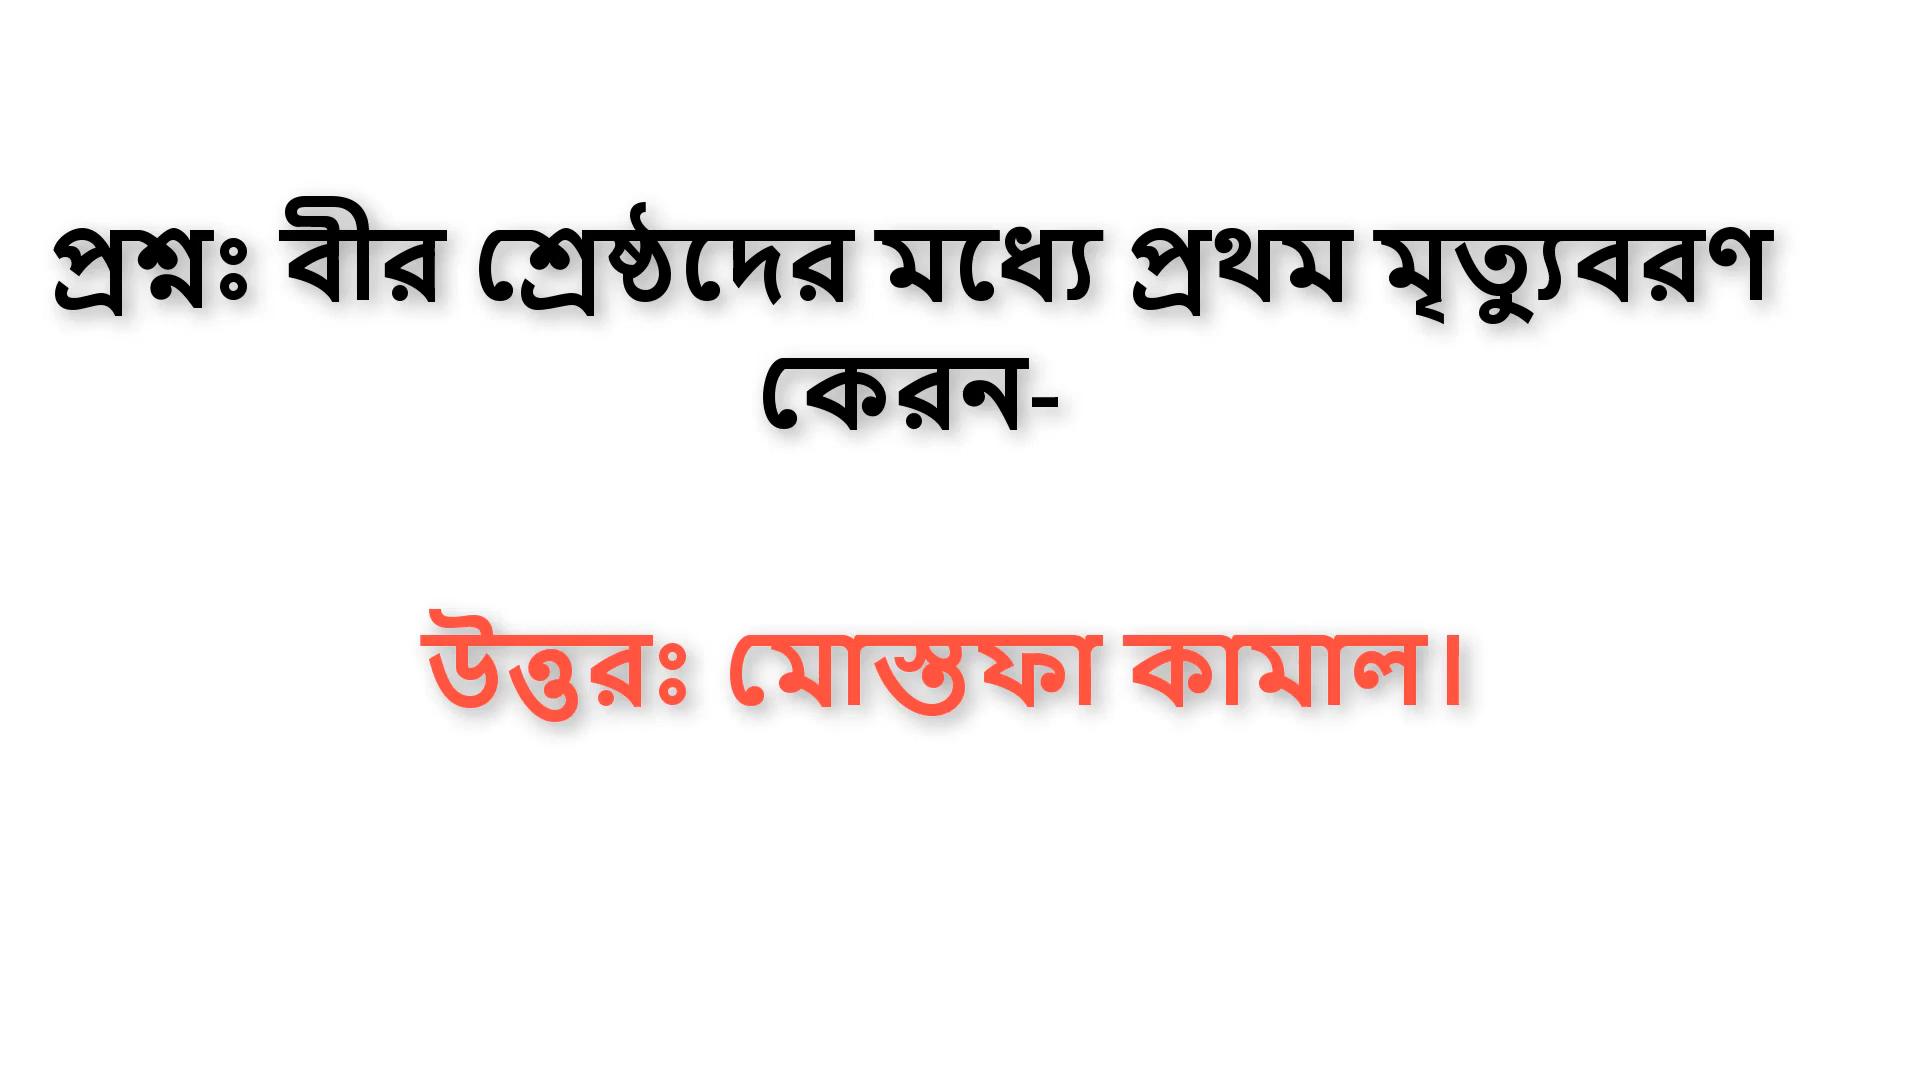 প্রশ্নঃ বীর শ্রেষ্ঠদের মধ্যে প্রথম মৃত্যুবরণ
কেরন-
উত্তরঃ মোস্তফা কামাল।